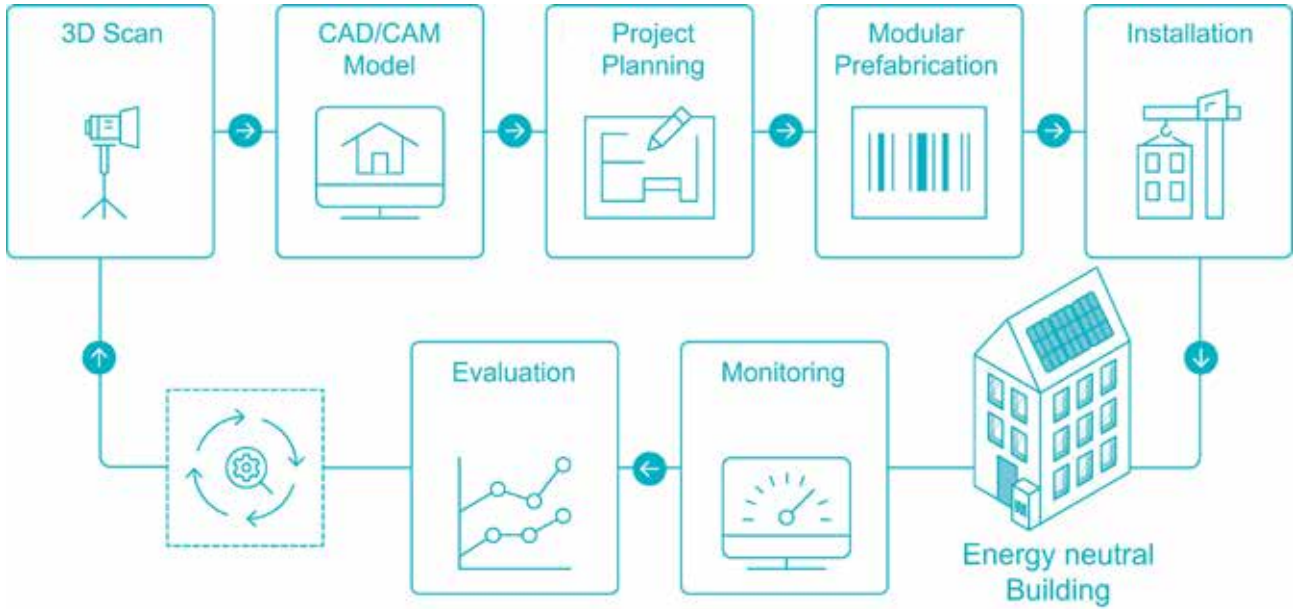 3D Scan
CAD/CAM
Model
Project
Planning
Modular
Prefabrication
Installation
Evaluation
Monitoring
Energy neutral
Building